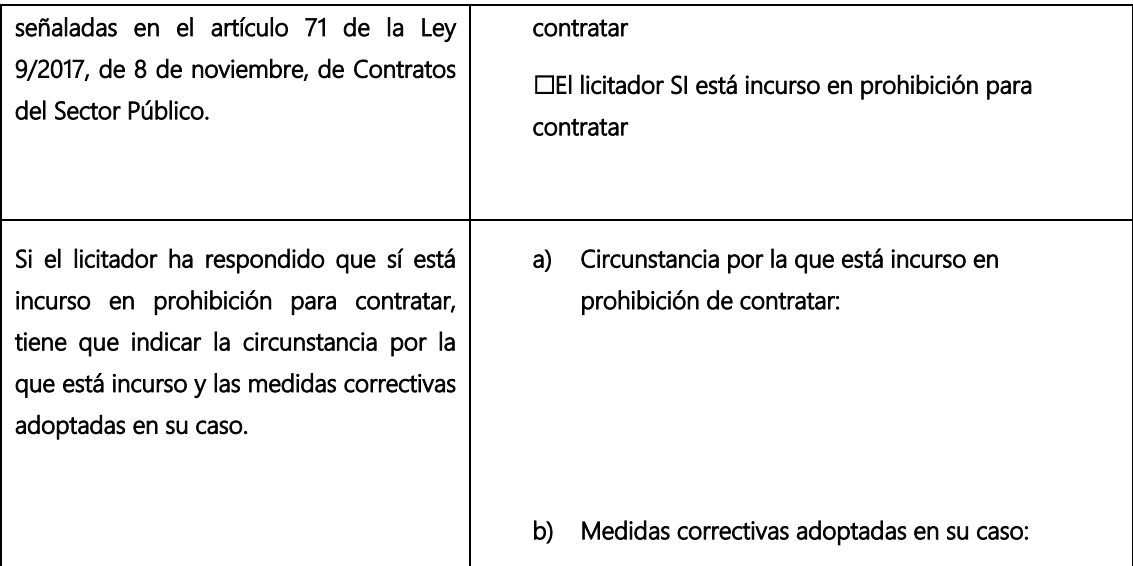 señaladas en el artículo 71 de la Ley
9/2017, de 8 de noviembre, de Contratos
del Sector Público.
contratar
☐El licitador SI está incurso en prohibición para
contratar
Si el licitador ha respondido que sí está
incurso en prohibición para contratar,
tiene que indicar la circunstancia por la
que está incurso y las medidas correctivas
adoptadas en su caso.
a) Circunstancia por la que está incurso en
prohibición de contratar:
b) Medidas correctivas adoptadas en su caso: